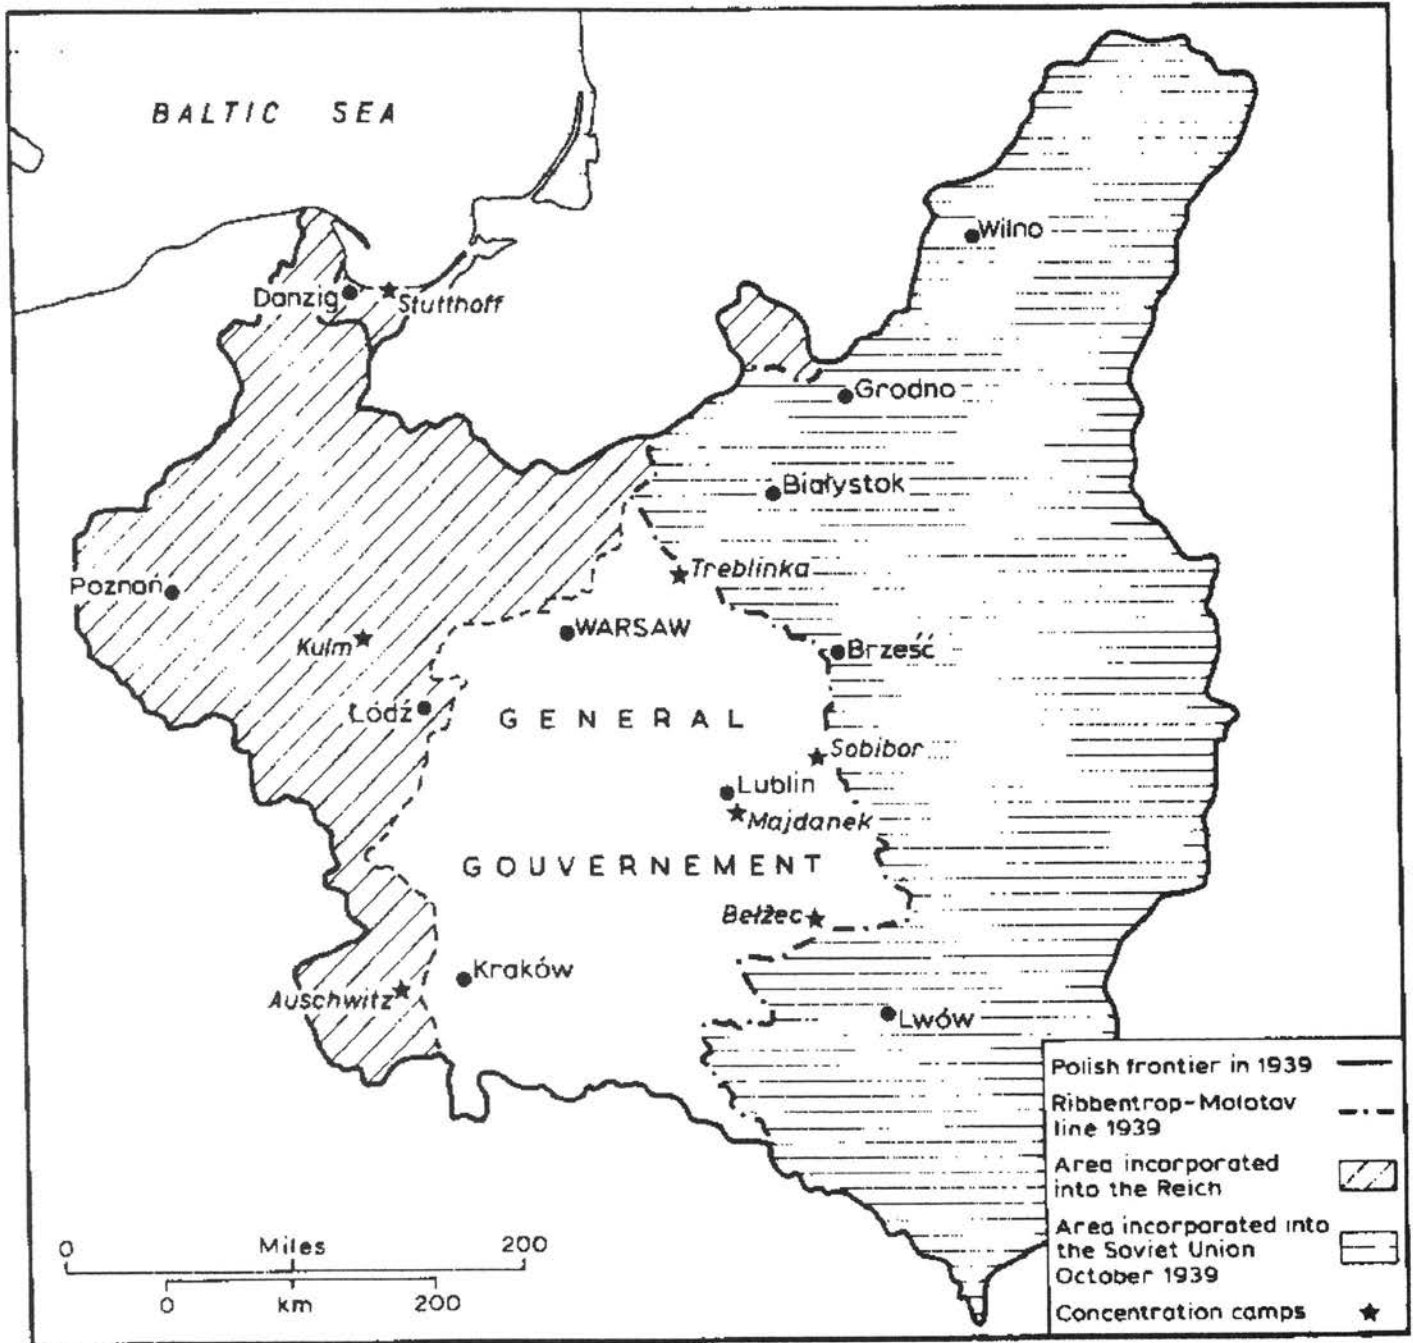 BALTIC SEA
Wilno
Danzig
Stutthoff
Grodno
Białystok
Treblinka
Poznań
WARSAW
Kulm
Brześć
Łódź
GENERAL
Sobibor
Lublin
Majdanek
GOUVERNEMENT
Bełżec
Kraków
Auschwitz
Lwów
Polish frontier in 1939
Ribbentrop-Molotov
line 1939
Area incorporated
into the Reich
Area incorporated into
the Soviet Union
October 1939
Concentration camps
0 Miles 200
0 km 200